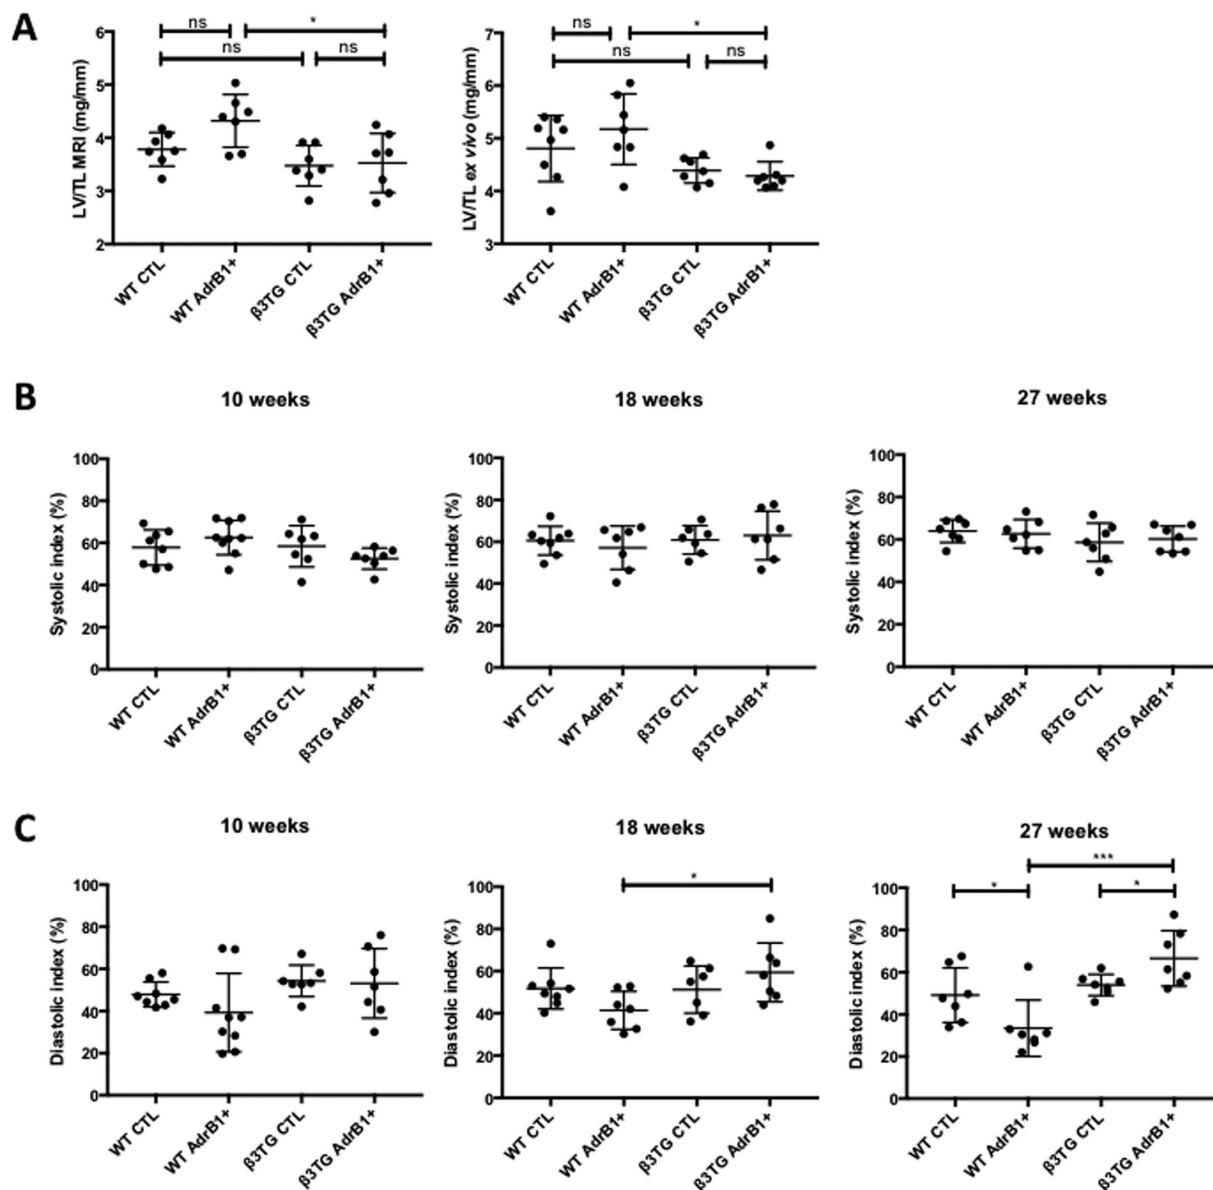 A
LV/TL MRI (mg/mm)
6
5
4
3
2
ns
*
ns
ns
WT CTL
WT AdrB1+
β3TG CTL
β3TG AdrB1+
LV/TL ex vivo (mg/mm)
7
6
5
4
3
ns
*
ns
ns
WT CTL
WT AdrB1+
β3TG CTL
β3TG AdrB1+
B
10 weeks
Systolic index (%)
100
80
60
40
20
0
WT CTL
WT AdrB1+
β3TG CTL
β3TG AdrB1+
18 weeks
Systolic index (%)
100
80
60
40
20
0
WT CTL
WT AdrB1+
β3TG CTL
β3TG AdrB1+
27 weeks
Systolic index (%)
100
80
60
40
20
0
WT CTL
WT AdrB1+
β3TG CTL
β3TG AdrB1+
C
10 weeks
Diastolic index (%)
100
80
60
40
20
0
WT CTL
WT AdrB1+
β3TG CTL
β3TG AdrB1+
18 weeks
*
Diastolic index (%)
100
80
60
40
20
0
WT CTL
WT AdrB1+
β3TG CTL
β3TG AdrB1+
27 weeks
***
*
*
Diastolic index (%)
100
80
60
40
20
0
WT CTL
WT AdrB1+
β3TG CTL
β3TG AdrB1+